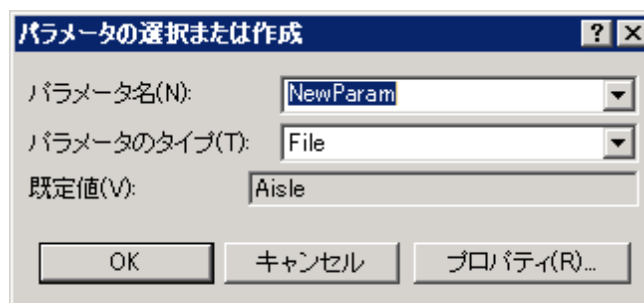 パラメータの選択または作成
パラメータ名(N): NewParam
パラメータのタイプ(T): File
既定値(V): Aisle
OK キャンセル プロパティ(R)...